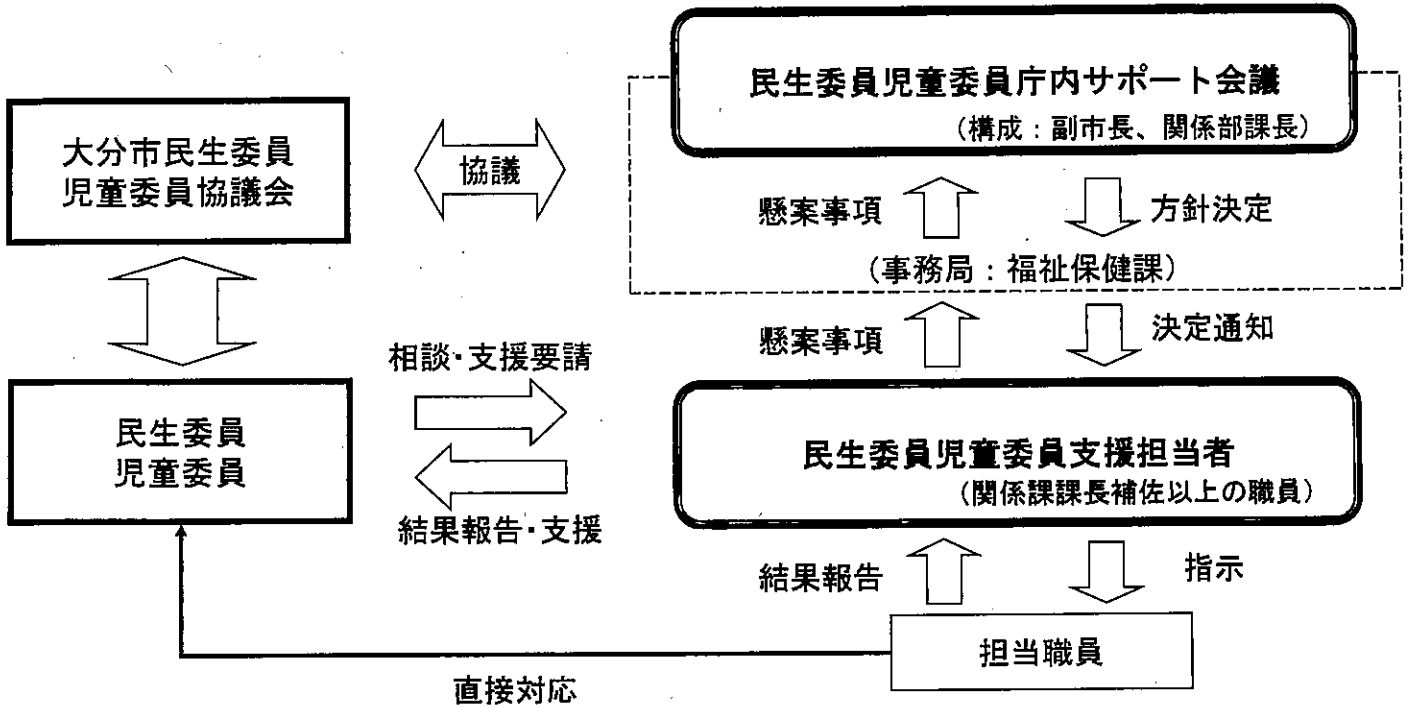 民生委員児童委員庁内サポート会議
（構成：副市長、関係部課長）
大分市民生委員
児童委員協議会
協議
懸案事項
方針決定
（事務局：福祉保健課）
懸案事項
決定通知
相談・支援要請
民生委員
児童委員
民生委員児童委員支援担当者
（関係課課長補佐以上の職員）
結果報告・支援
結果報告
指示
担当職員
直接対応